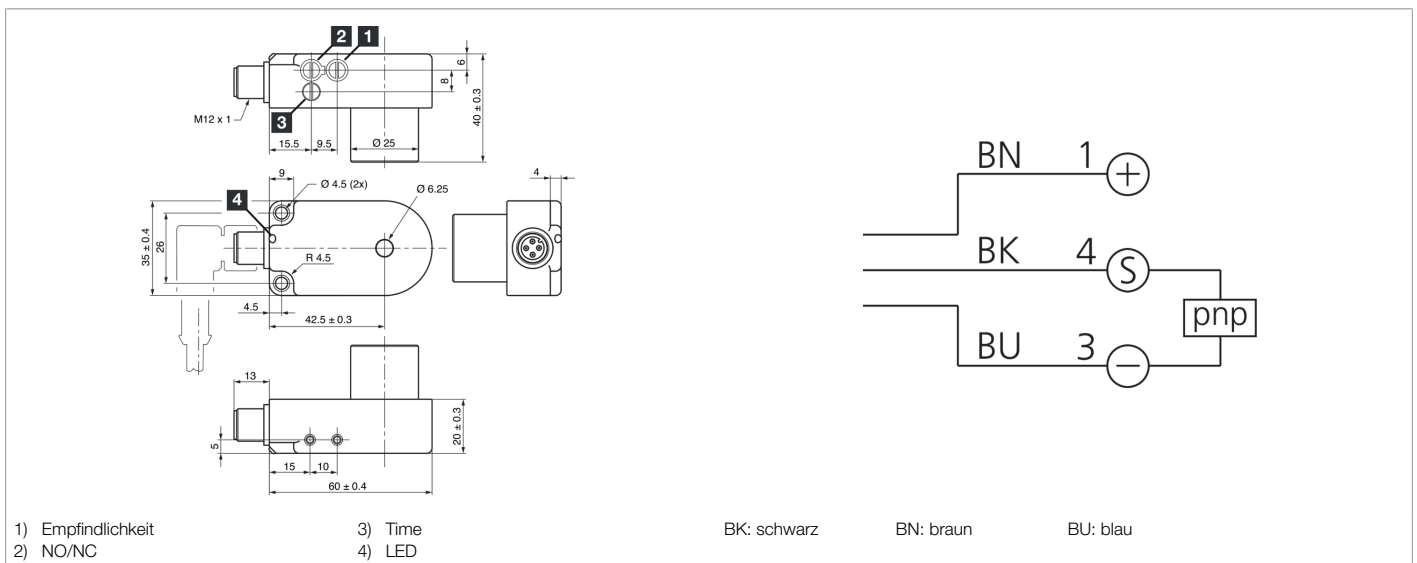 2 1
6
8
40 ± 0.3
M12 x 1
3
15.5 9.5 Ø 25
9
Ø 4.5 (2x)
Ø 6.25
4
4
35 ± 0.4
26
R 4.5
4.5
42.5 ± 0.3
13
20 ± 0.3
5
15 10
60 ± 0.4
BN 1
+
BK 4
S
pnp
BU 3
−
1) Empfindlichkeit
2) NO/NC
3) Time
4) LED
BK: schwarz BN: braun BU: blau